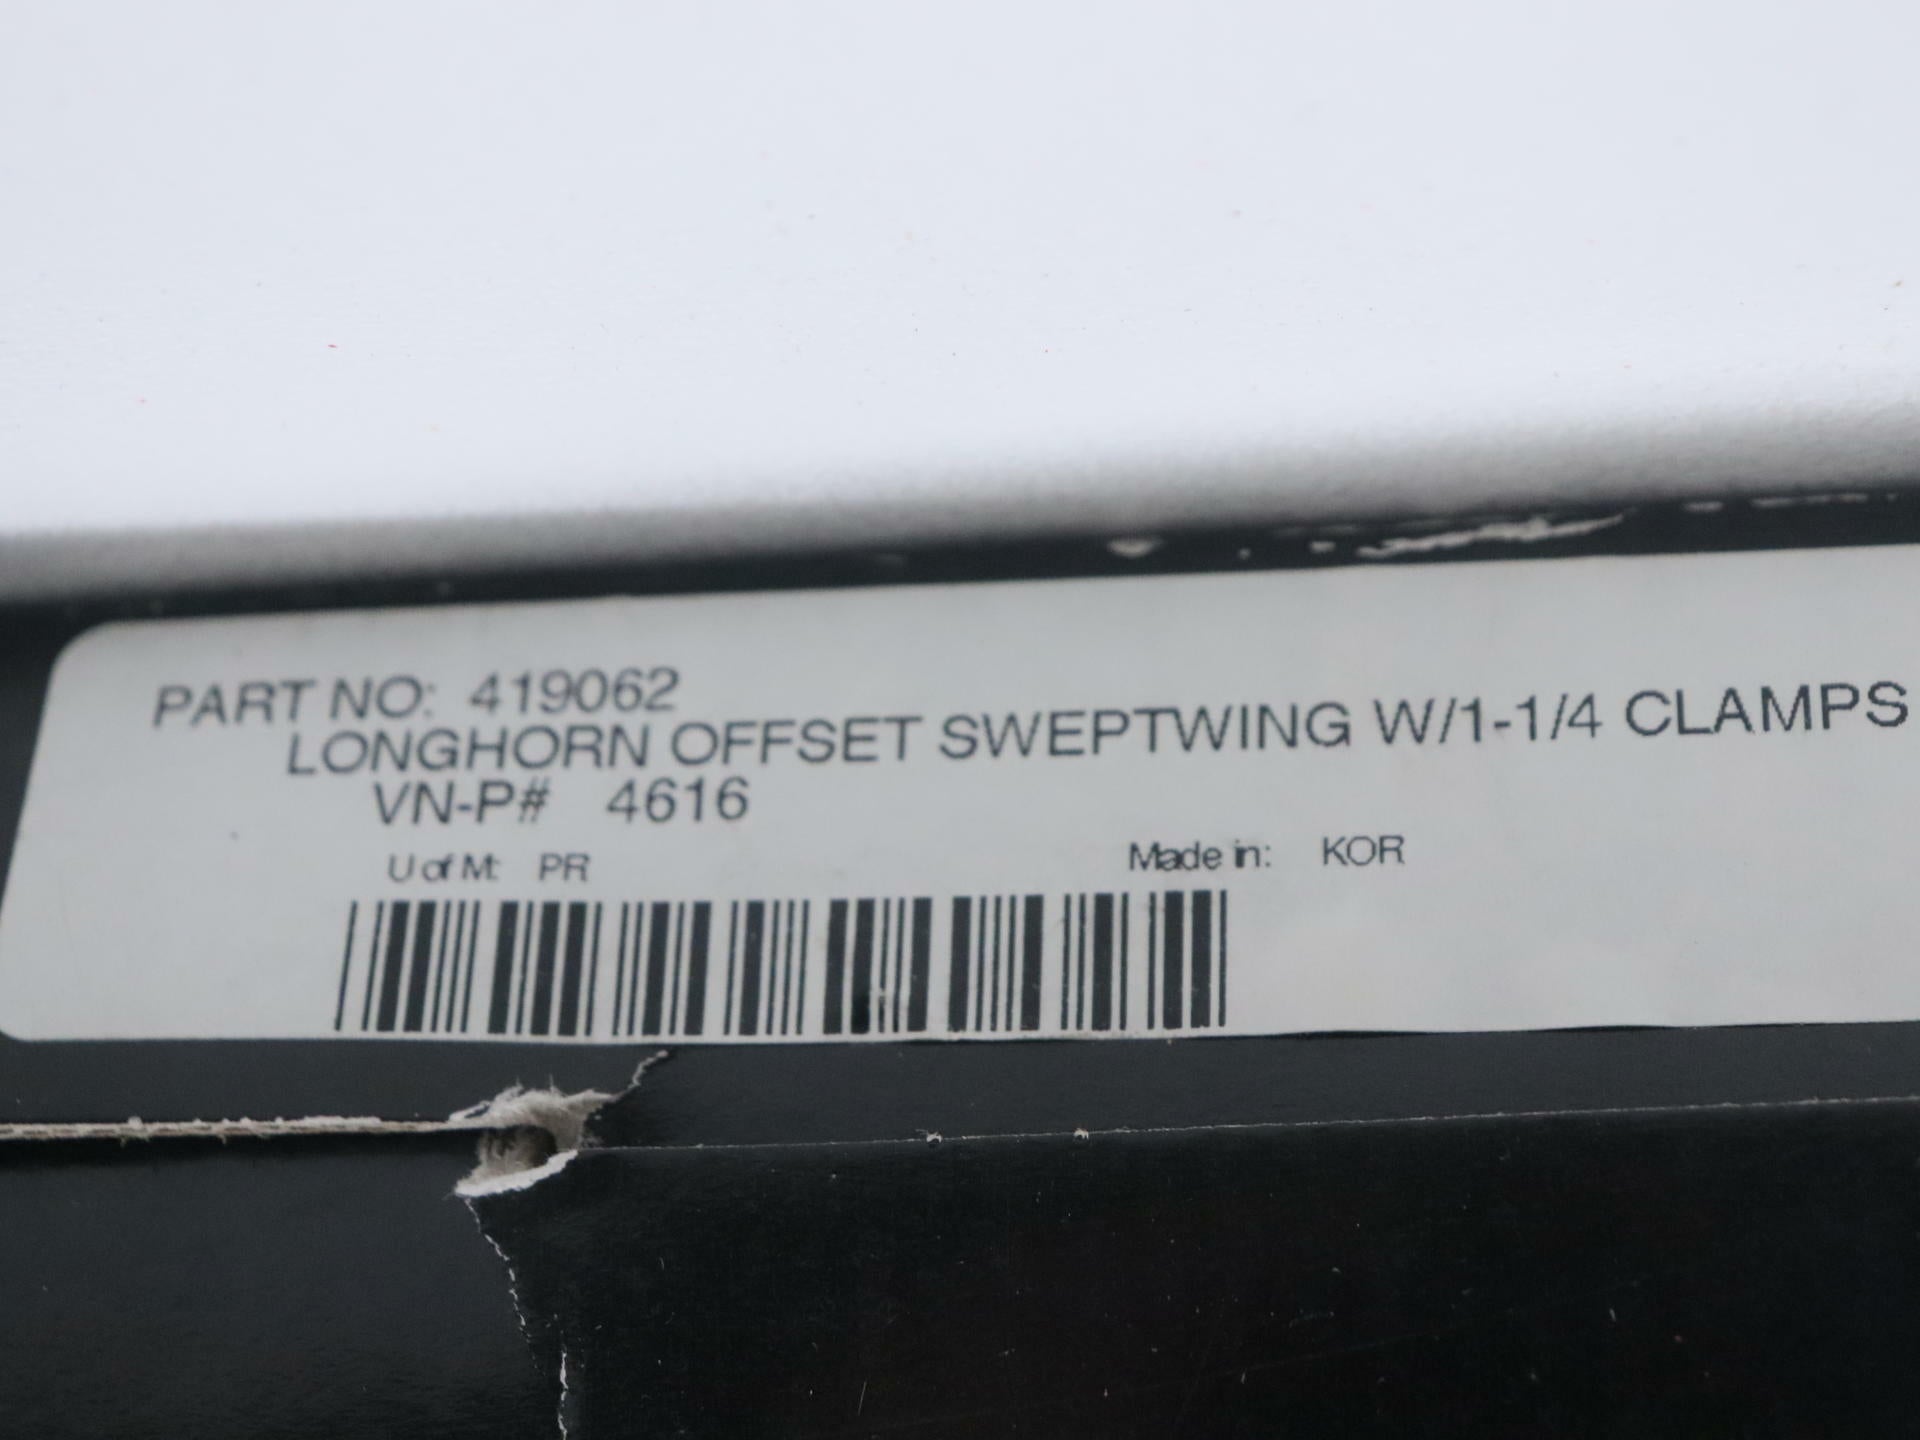 PART NO: 419062
LONGHORN OFFSET SWEPTWING W/1-1/4 CLAMPS
VN-P# 4616
U of M: PR Made in: KOR